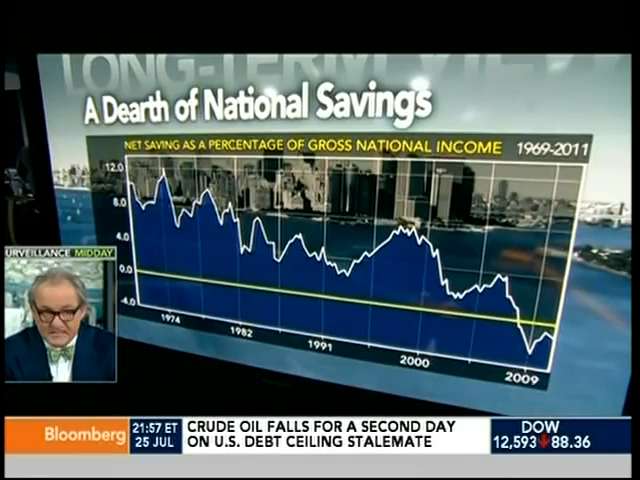 LONG-TERM VIEW
A Dearth of National Savings
NET SAVING AS A PERCENTAGE OF GROSS NATIONAL INCOME 1969-2011
12.0
8.0
4.0
0.0
-4.0
1974
1982
1991
2000
2009
URVEILLANCE MIDDAY
Bloomberg
21:57 ET
25 JUL
CRUDE OIL FALLS FOR A SECOND DAY
ON U.S. DEBT CEILING STALEMATE
DOW
12,593 88.36